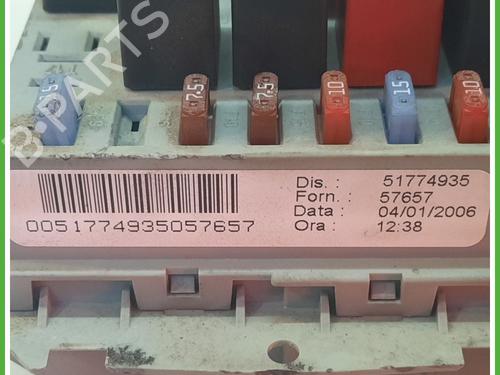 B-PARTS
15
7.5
7.5
10
15
10
Dis. : 51774935
Forn. : 57657
Data : 04/01/2006
Ora : 12:38
0051774935057657